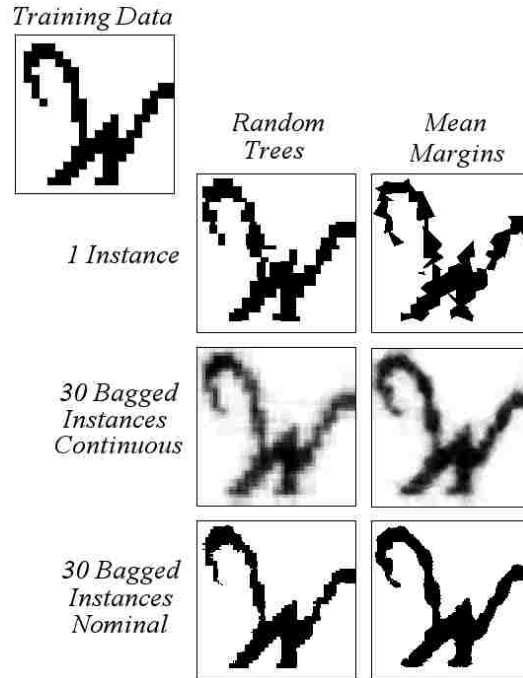 Training Data
Random
Trees
Mean
Margins
1 Instance
30 Bagged
Instances
Continuous
30 Bagged
Instances
Nominal